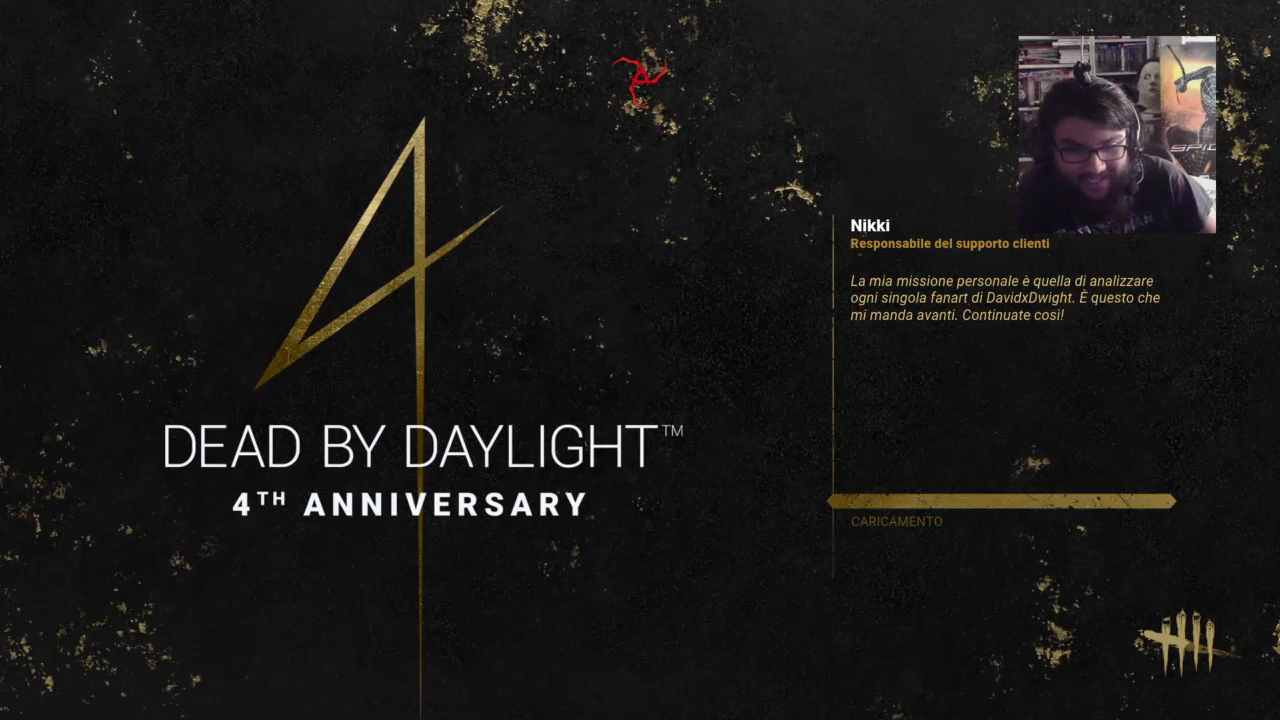 Nikki
Responsabile del supporto clienti
La mia missione personale è quella di analizzare
ogni singola fanart di DavidxDwight. È questo che
mi manda avanti. Continuate così!
4
DEAD BY DAYLIGHT™
4TH ANNIVERSARY
CARICAMENTO